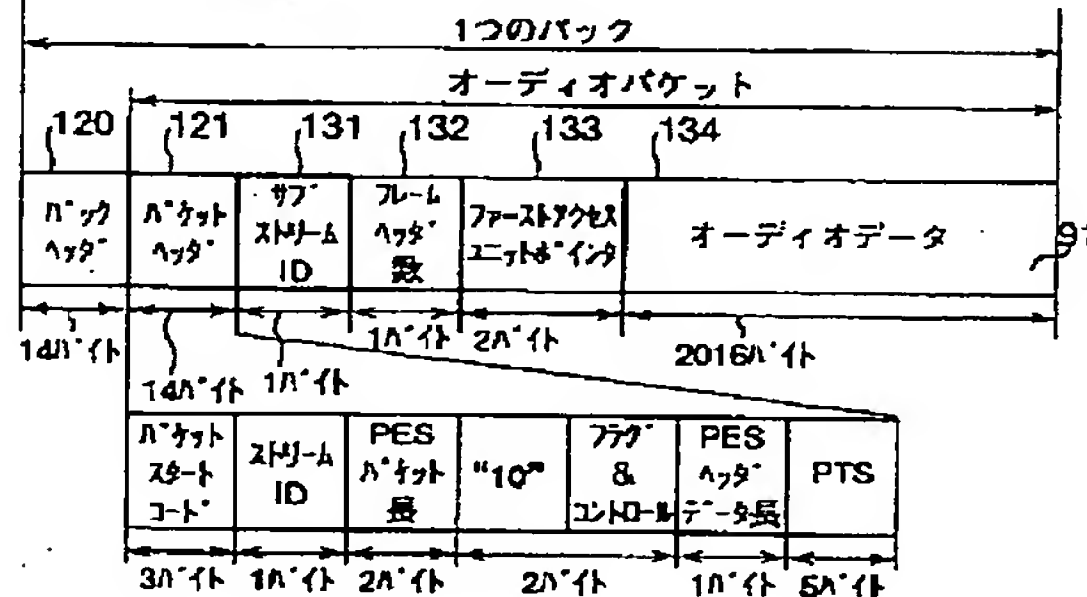 1つのパック
オーディオパケット
120
121
131
132
133
134
パック
ヘッダ
パケット
ヘッダ
サブ
ストリーム
ID
フレーム
ヘッダ
数
ファーストアクセス
ユニットポインタ
オーディオデータ
14バイト
14バイト
1バイト
1バイト
2バイト
2016バイト
パケット
スタート
コード
ストリーム
ID
PES
パケット
長
“10”
フラグ
&
コントロール
PES
ヘッダ
データ長
PTS
3バイト
1バイト
2バイト
2バイト
1バイト
5バイト